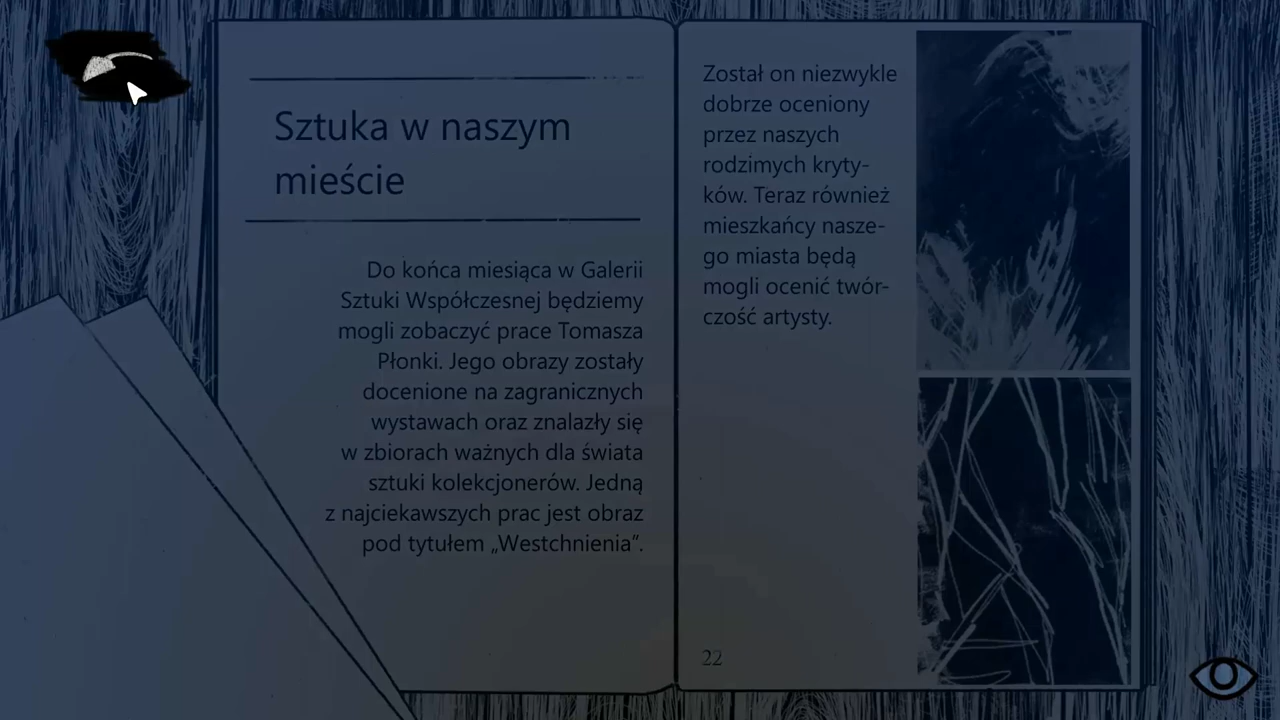 Sztuka w naszym
mieście
Do końca miesiąca w Galerii
Sztuki Współczesnej będziemy
mogli zobaczyć prace Tomasza
Płonki. Jego obrazy zostały
docenione na zagranicznych
wystawach oraz znalazły się
w zbiorach ważnych dla świata
sztuki kolekcjonerów. Jedną
z najciekawszych prac jest obraz
pod tytułem „Westchnienia”.
Został on niezwykle
dobrze oceniony
przez naszych
rodzimych kryty-
ków. Teraz również
mieszkańcy nasze-
go miasta będą
mogli ocenić twór-
czość artysty.
22